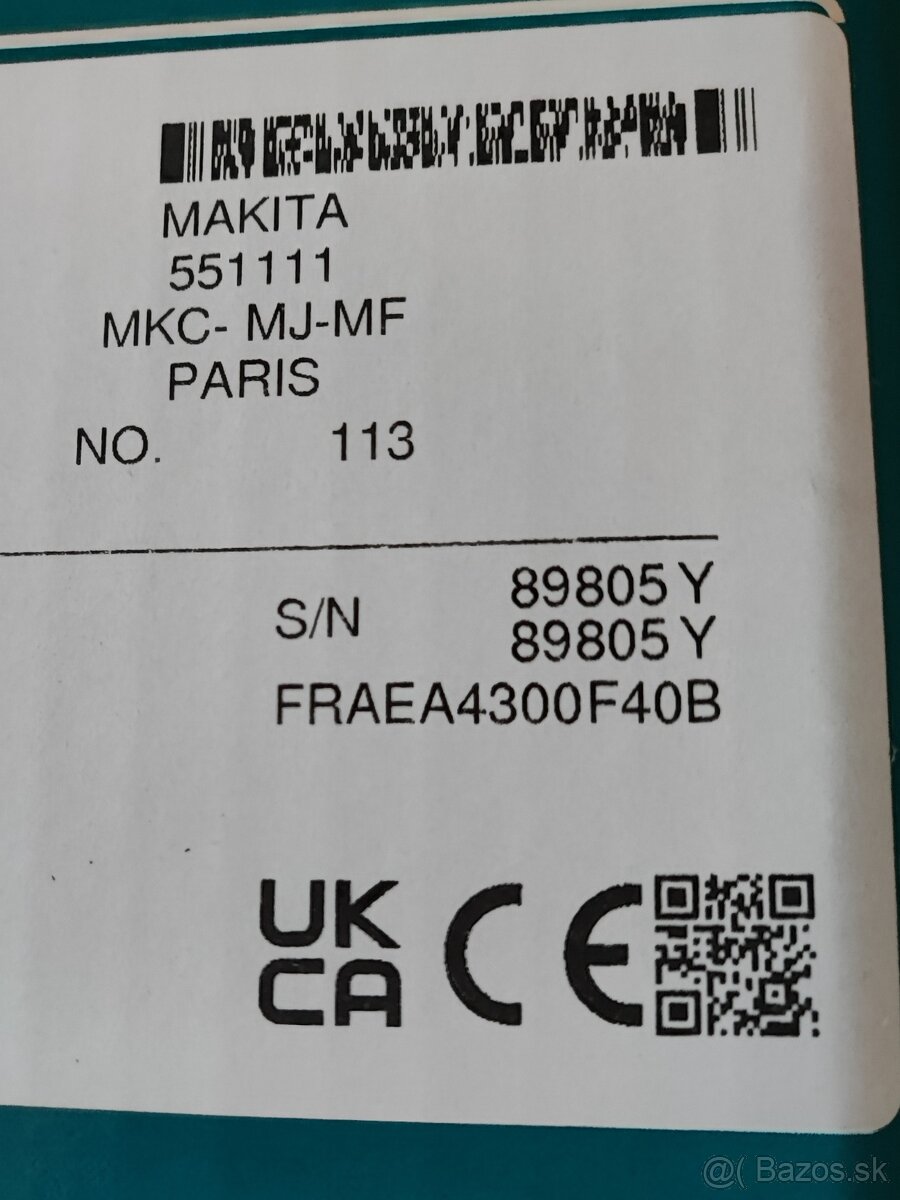 MAKITA
551111
MKC- MJ-MF
PARIS
NO. 113
S/N 89805 Y
89805 Y
FRAEA4300F40B
UK
CA CE
@( Bazos.sk